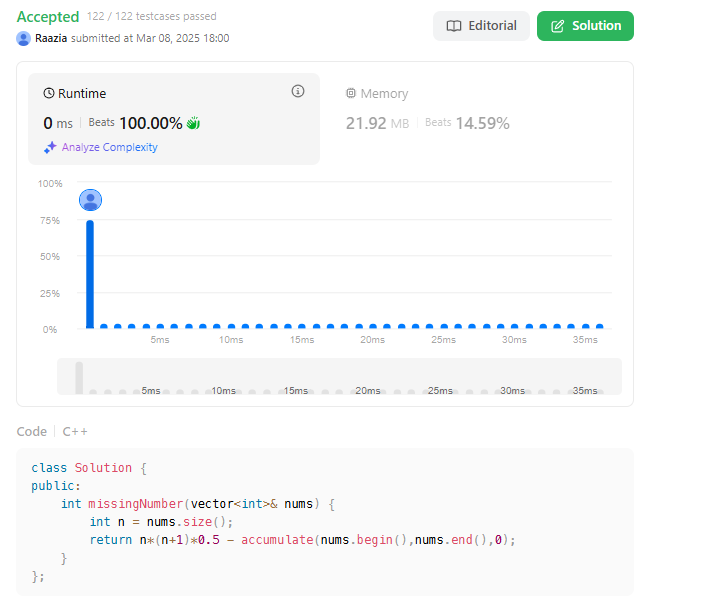 Accepted 122 / 122 testcases passed
Raazia submitted at Mar 08, 2025 18:00
Editorial
Solution
Runtime
0 ms Beats 100.00%
Analyze Complexity
Memory
21.92 MB Beats 14.59%
100%
75%
50%
25%
0%
5ms 10ms 15ms 20ms 25ms 30ms 35ms
5ms 10ms 15ms 20ms 25ms 30ms 35ms
Code C++
class Solution {
public:
    int missingNumber(vector<int>& nums) {
        int n = nums.size();
        return n*(n+1)*0.5 - accumulate(nums.begin(),nums.end(),0);
    }
};